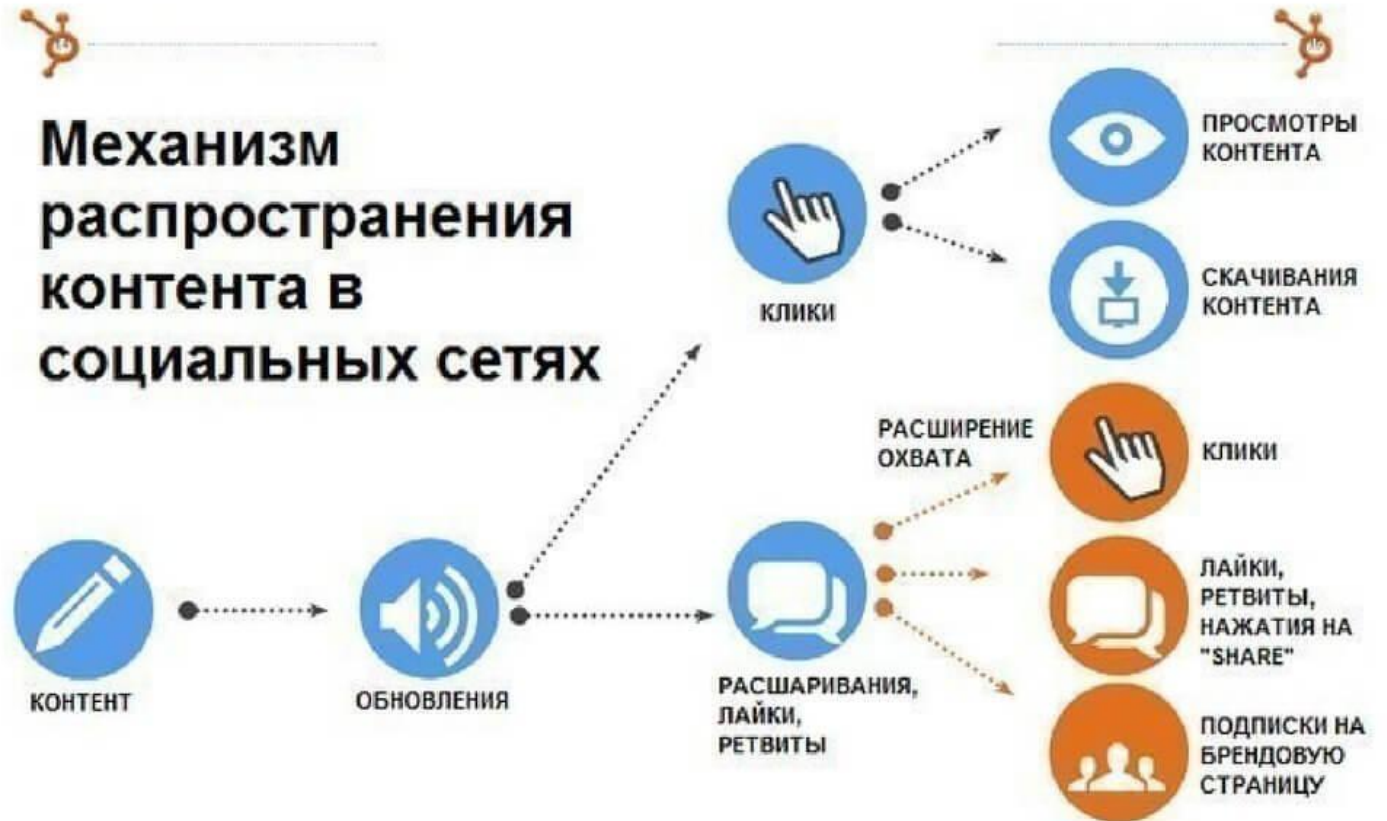 Механизм
распространения
контента в
социальных сетях
КОНТЕНТ
ОБНОВЛЕНИЯ
КЛИКИ
ПРОСМОТРЫ
КОНТЕНТА
СКАЧИВАНИЯ
КОНТЕНТА
РАСШАРИВАНИЯ,
ЛАЙКИ,
РЕТВИТЫ
РАСШИРЕНИЕ
ОХВАТА
КЛИКИ
ЛАЙКИ,
РЕТВИТЫ,
НАЖАТИЯ НА
"SHARE"
ПОДПИСКИ НА
БРЕНДОВУЮ
СТРАНИЦУ